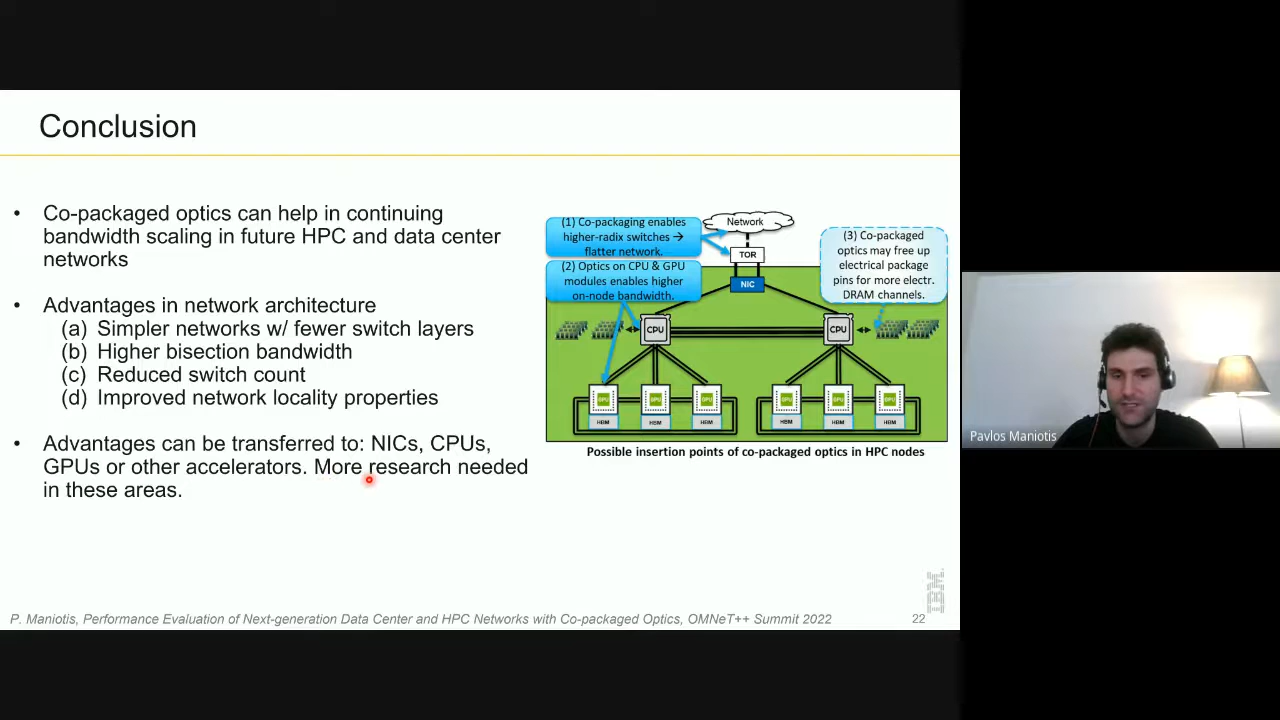 Conclusion
• Co-packaged optics can help in continuing
bandwidth scaling in future HPC and data center
networks
• Advantages in network architecture
(a) Simpler networks w/ fewer switch layers
(b) Higher bisection bandwidth
(c) Reduced switch count
(d) Improved network locality properties
• Advantages can be transferred to: NICs, CPUs,
GPUs or other accelerators. More research needed
in these areas.
(1) Co-packaging enables
higher-radix switches →
flatter network.
(2) Optics on CPU & GPU
modules enables higher
on-node bandwidth.
Network
TOR
NIC
(3) Co-packaged
optics may free up
electrical package
pins for more electr.
DRAM channels.
CPU
CPU
GPU
GPU
GPU
GPU
GPU
GPU
HBM
HBM
HBM
HBM
HBM
HBM
Possible insertion points of co-packaged optics in HPC nodes
IBM
P. Maniotis, Performance Evaluation of Next-generation Data Center and HPC Networks with Co-packaged Optics, OMNeT++ Summit 2022
22
Pavlos Maniotis